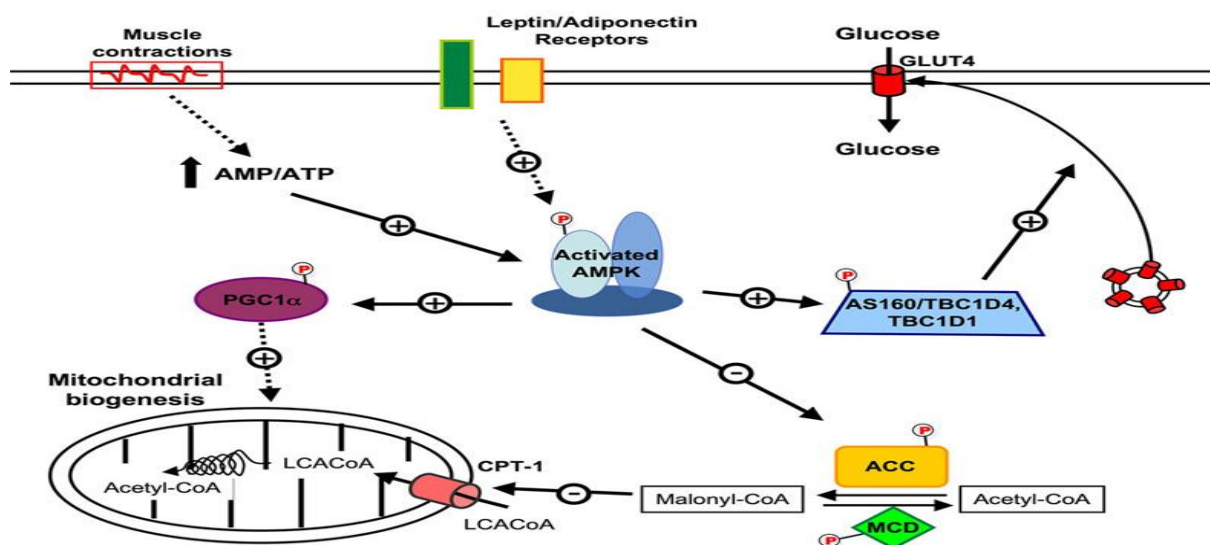 Muscle
contractions
Leptin/Adiponectin
Receptors
Glucose
GLUT4
Glucose
AMP/ATP
+
+
P
Activated
AMPK
+
P
PGC1α
+
+
P
AS160/TBC1D4,
TBC1D1
+
-
Mitochondrial
biogenesis
P
ACC
LCACoA
Acetyl-CoA
CPT-1
LCACoA
-
Malonyl-CoA
Acetyl-CoA
MCD
P